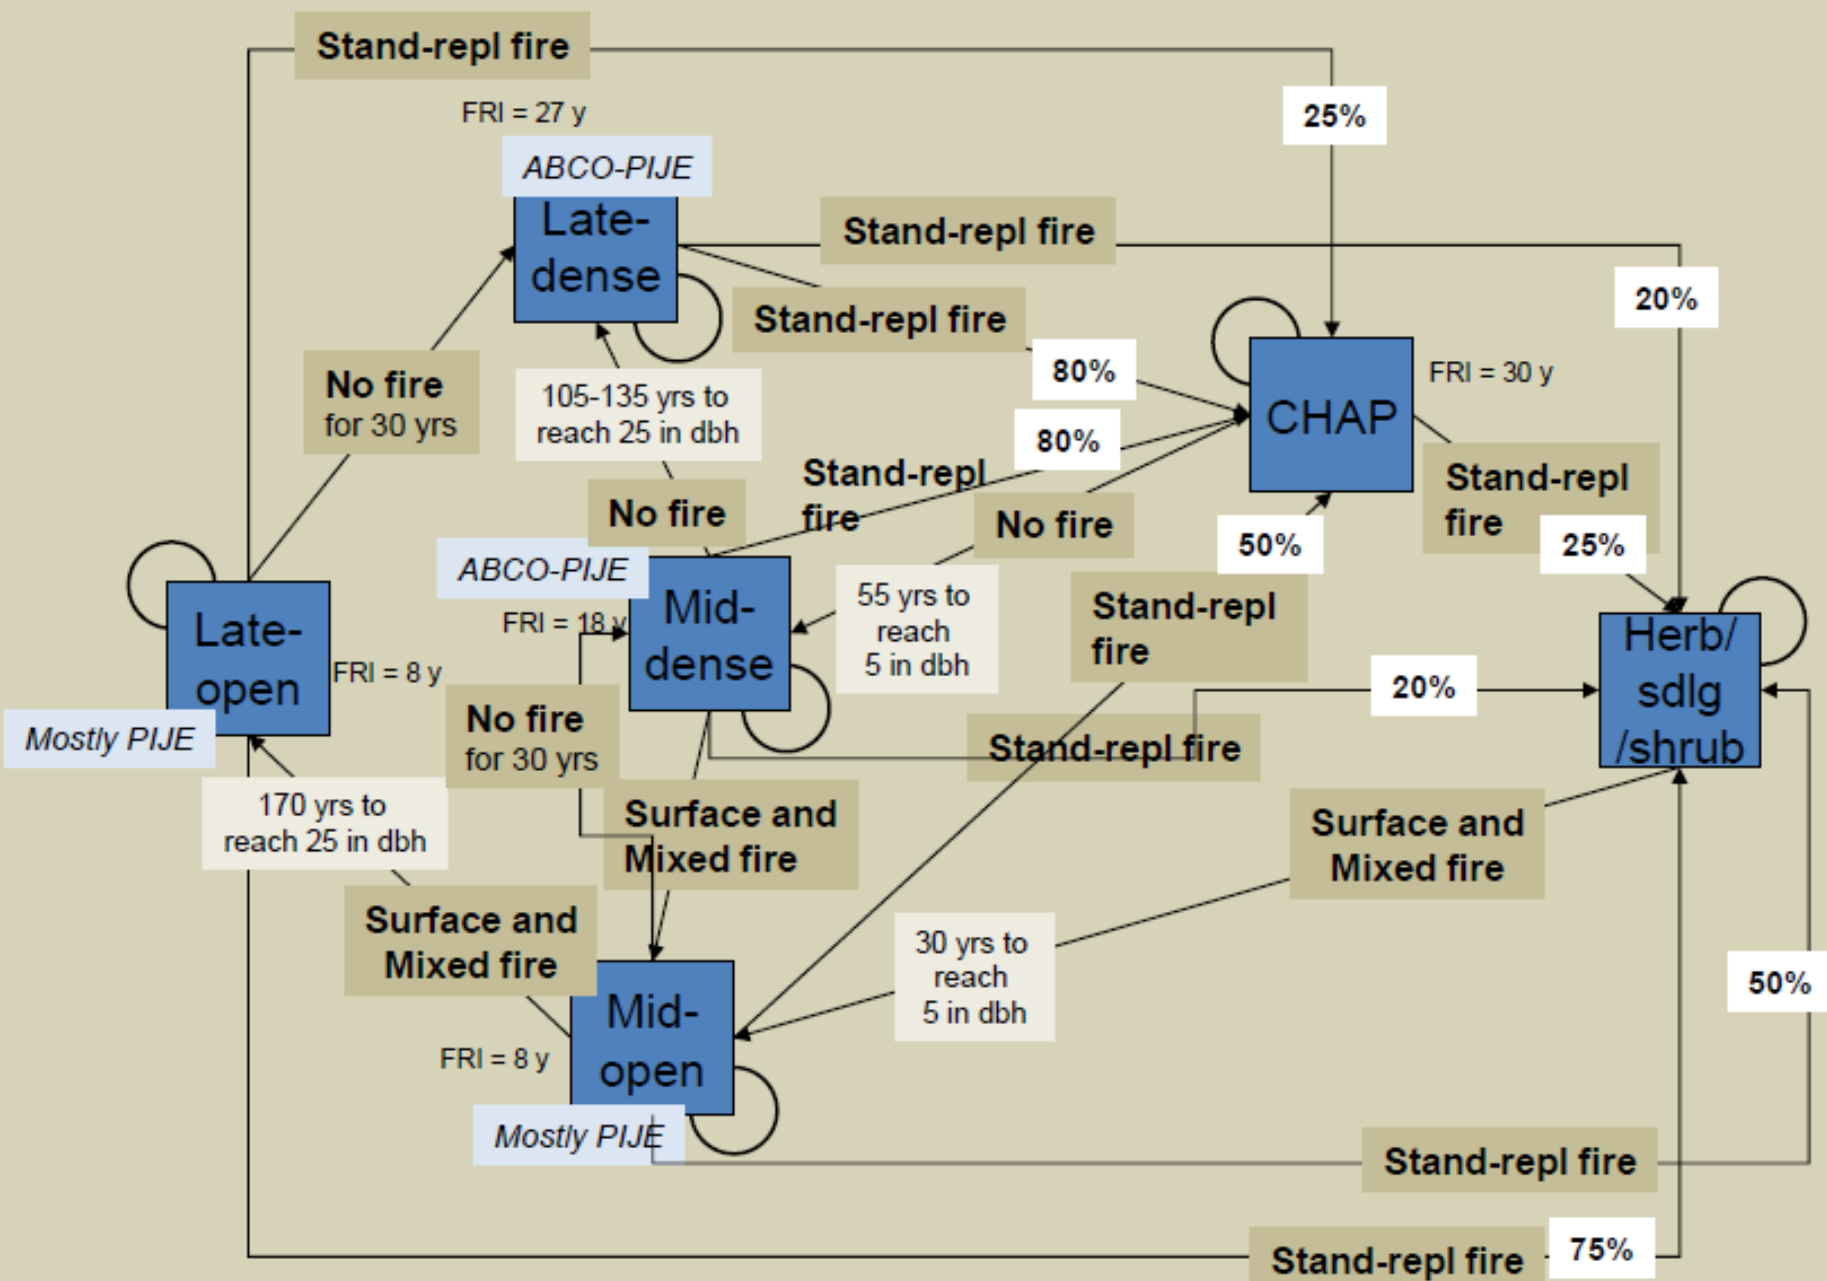 Stand-repl fire
FRI = 27 y
25%
ABCO-PIJE
Late-
dense
Stand-repl fire
20%
Stand-repl fire
80%
No fire
for 30 yrs
105-135 yrs to
reach 25 in dbh
FRI = 30 y
CHAP
80%
Stand-repl
fire
No fire
No fire
Stand-repl
fire
50%
25%
ABCO-PIJE
FRI = 18 y
Mid-
dense
55 yrs to
reach
5 in dbh
Stand-repl
fire
Late-
open
FRI = 8 y
Mostly PIJE
Herb/
sdlg
/shrub
20%
No fire
for 30 yrs
Stand-repl fire
170 yrs to
reach 25 in dbh
Surface and
Mixed fire
Surface and
Mixed fire
Surface and
Mixed fire
30 yrs to
reach
5 in dbh
50%
Mid-
open
FRI = 8 y
Mostly PIJE
Stand-repl fire
Stand-repl fire
75%